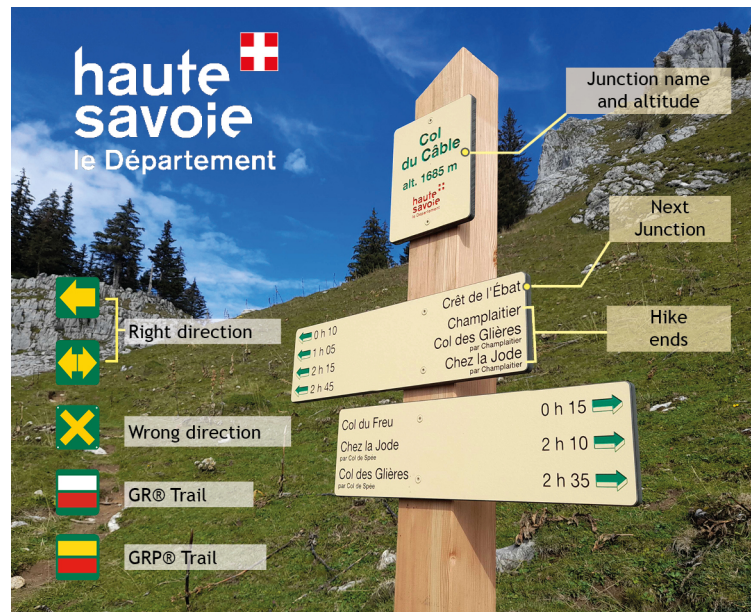 haute
savoie
le Département
Junction name
and altitude
Col
du Câble
alt. 1685 m
haute
savoie
le Département
Next
Junction
Crêt de l'Ébat
Champlaitier
Col des Glières
par Champlaitier
Chez la Jode
par Champlaitier
0 h 10
1 h 05
2 h 15
2 h 45
Hike
ends
Right direction
Col du Freu
0 h 15
Chez la Jode
par Col de Spée
2 h 10
Col des Glières
par Col de Spée
2 h 35
Wrong direction
GR® Trail
GRP® Trail